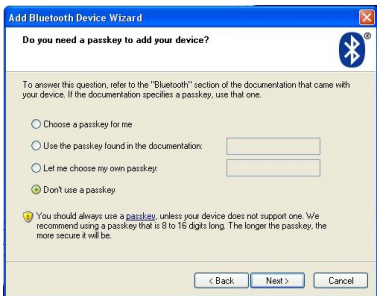 Add Bluetooth Device Wizard
Do you need a passkey to add your device?
®
To answer this question, refer to the "Bluetooth" section of the documentation that came with
your device. If the documentation specifies a passkey, use that one.
Choose a passkey for me
Use the passkey found in the documentation:
Let me choose my own passkey:
Don't use a passkey
You should always use a passkey, unless your device does not support one. We
recommend using a passkey that is 8 to 16 digits long. The longer the passkey, the
more secure it will be.
< Back Next > Cancel